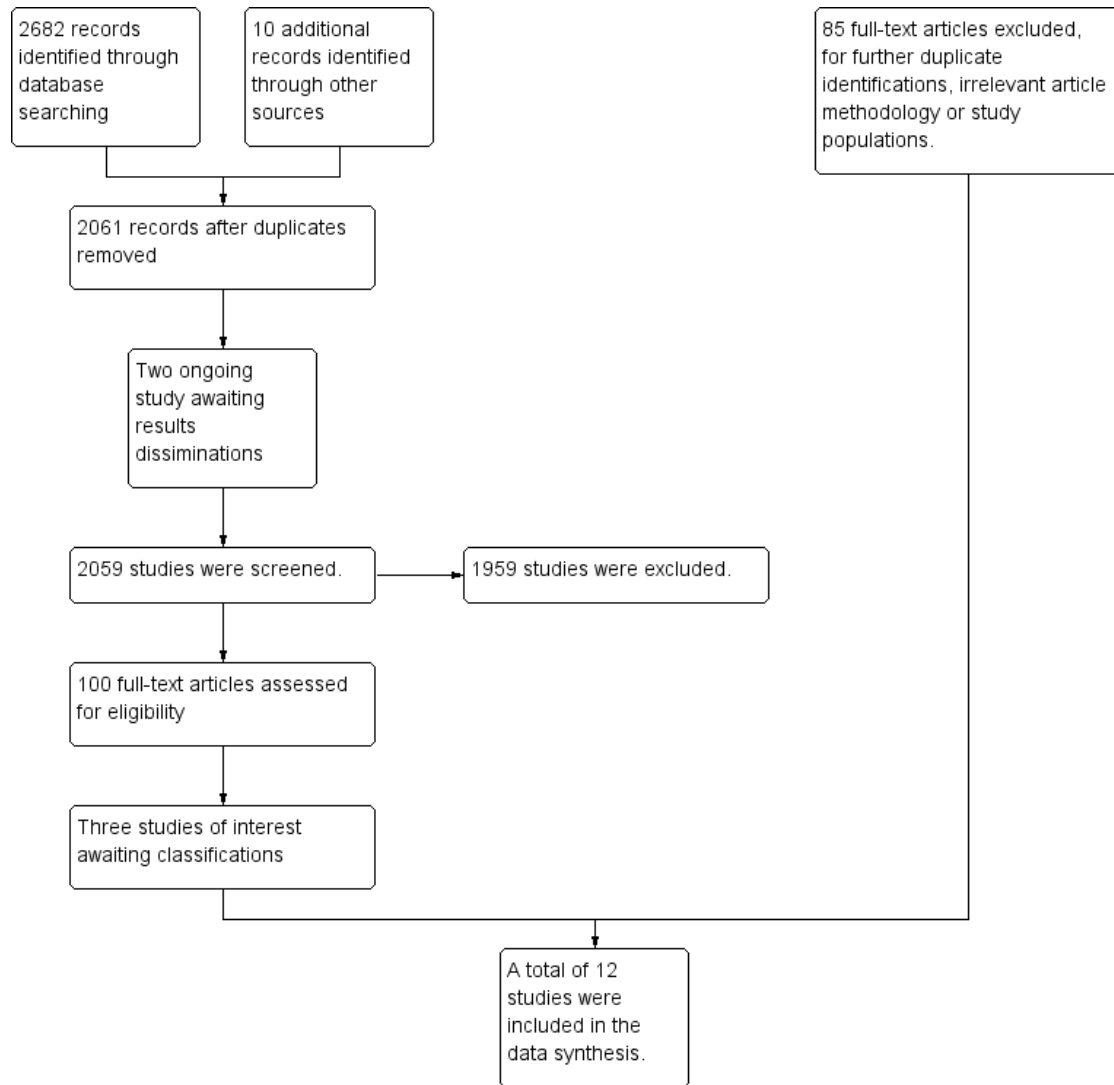 2682 records
identified through
database
searching
10 additional
records identified
through other
sources
85 full-text articles excluded,
for further duplicate
identifications, irrelevant article
methodology or study
populations.
2061 records after duplicates
removed
Two ongoing
study awaiting
results
dissiminations
2059 studies were screened.
1959 studies were excluded.
100 full-text articles assessed
for eligibility
Three studies of interest
awaiting classifications
A total of 12
studies were
included in the
data synthesis.